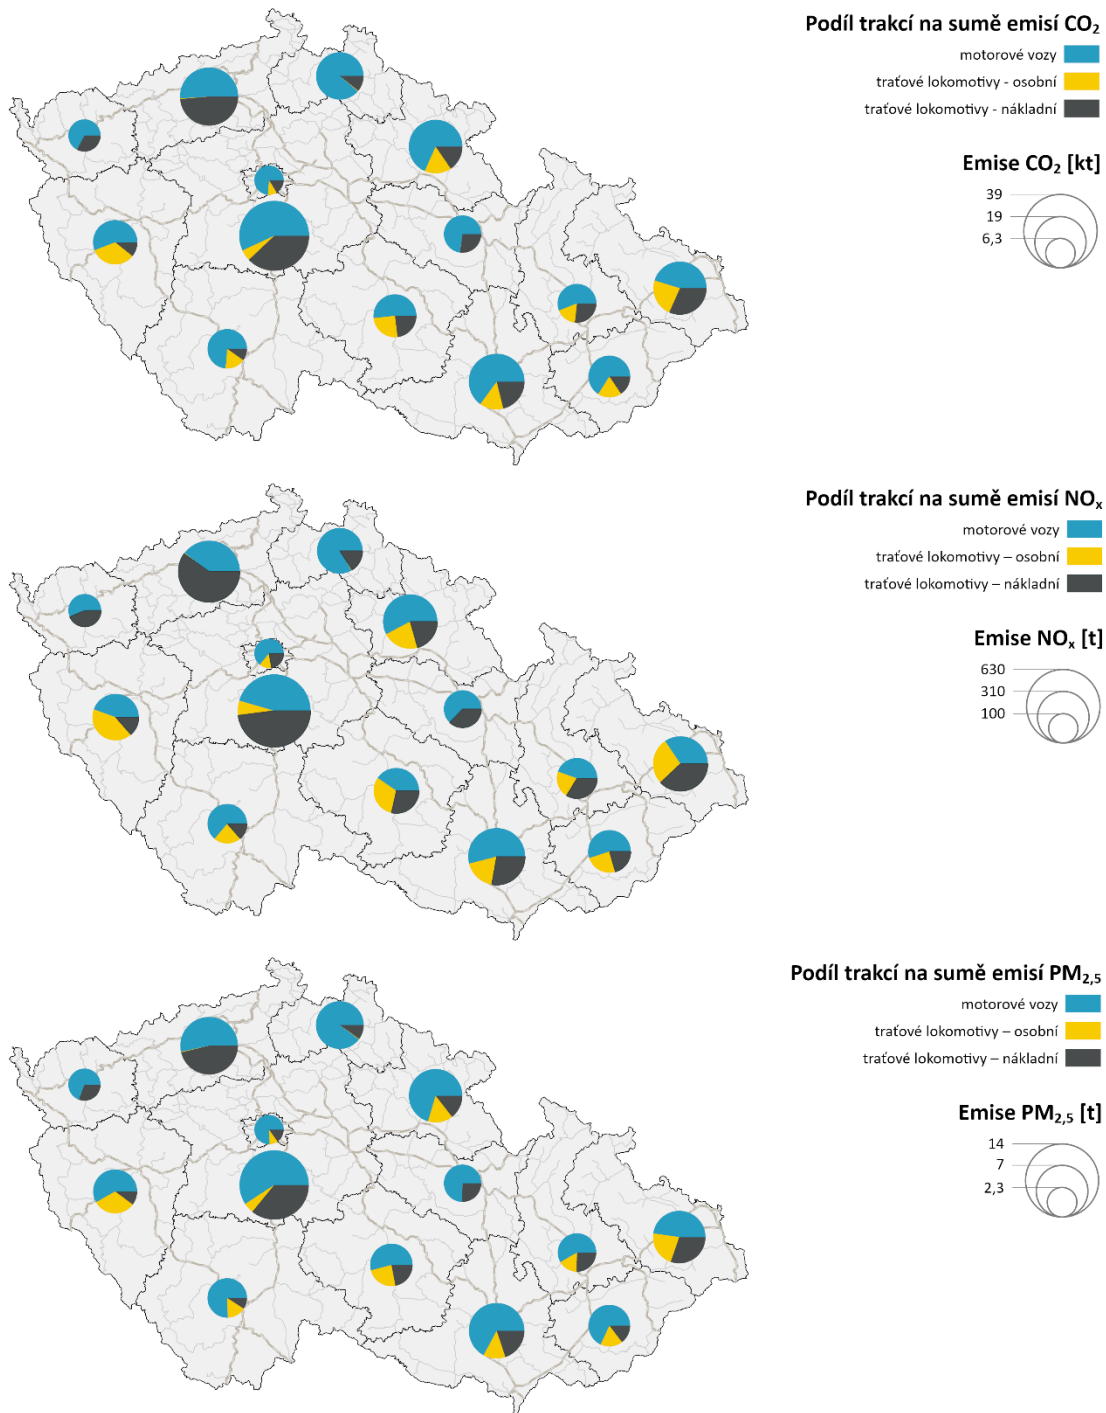 Podíl trakcí na sumě emisí CO₂
motorové vozy
traťové lokomotivy - osobní
traťové lokomotivy - nákladní
Emise CO₂ [kt]
39
19
6,3
Podíl trakcí na sumě emisí NOₓ
motorové vozy
traťové lokomotivy – osobní
traťové lokomotivy – nákladní
Emise NOₓ [t]
630
310
100
Podíl trakcí na sumě emisí PM₂,₅
motorové vozy
traťové lokomotivy – osobní
traťové lokomotivy – nákladní
Emise PM₂,₅ [t]
14
7
2,3